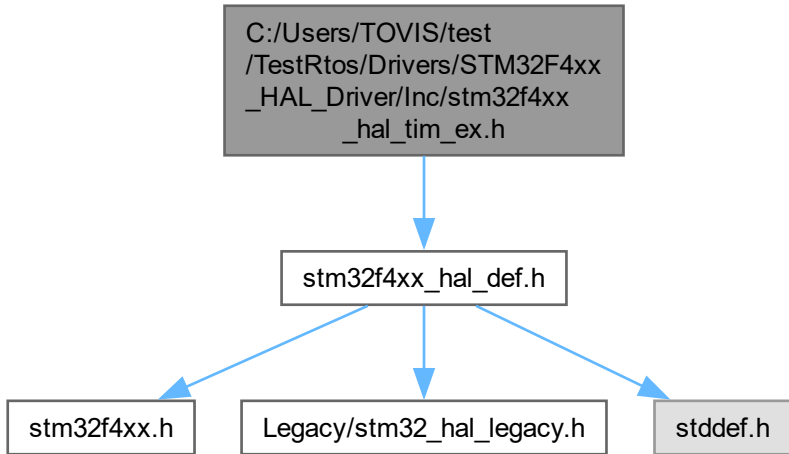 C:/Users/TOVIS/test
/TestRtos/Drivers/STM32F4xx
_HAL_Driver/Inc/stm32f4xx
_hal_tim_ex.h
stm32f4xx_hal_def.h
stm32f4xx.h
Legacy/stm32_hal_legacy.h
stddef.h